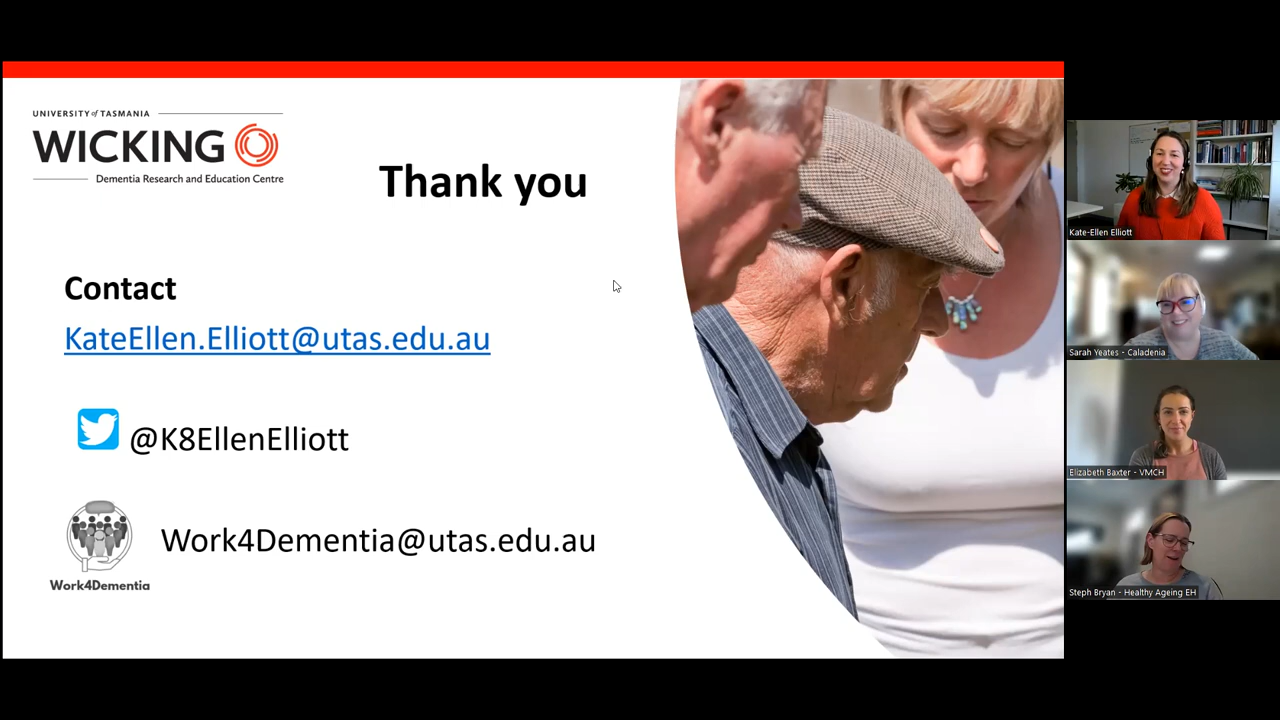 UNIVERSITY of TASMANIA
WICKING
Dementia Research and Education Centre
Thank you
Contact
KateEllen.Elliott@utas.edu.au
@K8EllenElliott
Work4Dementia@utas.edu.au
Work4Dementia
Kate-Ellen Elliott
Sarah Yeates - Caladenia
Elizabeth Baxter - VMCH
Steph Bryan - Healthy Ageing EH